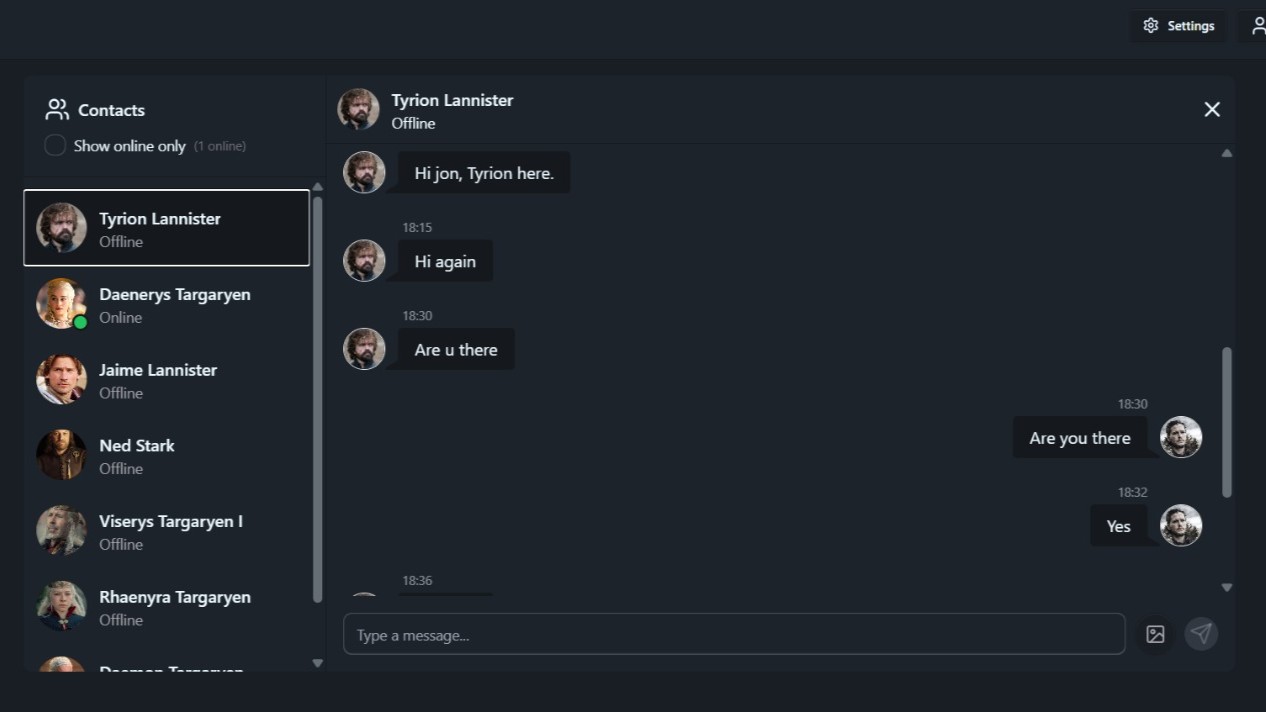 Settings
Contacts
Show online only (1 online)
Tyrion Lannister
Offline
Daenerys Targaryen
Online
Jaime Lannister
Offline
Ned Stark
Offline
Viserys Targaryen I
Offline
Rhaenyra Targaryen
Offline
Tyrion Lannister
Offline
Hi jon, Tyrion here.
18:15
Hi again
18:30
Are u there
18:30
Are you there
18:32
Yes
18:36
Type a message...